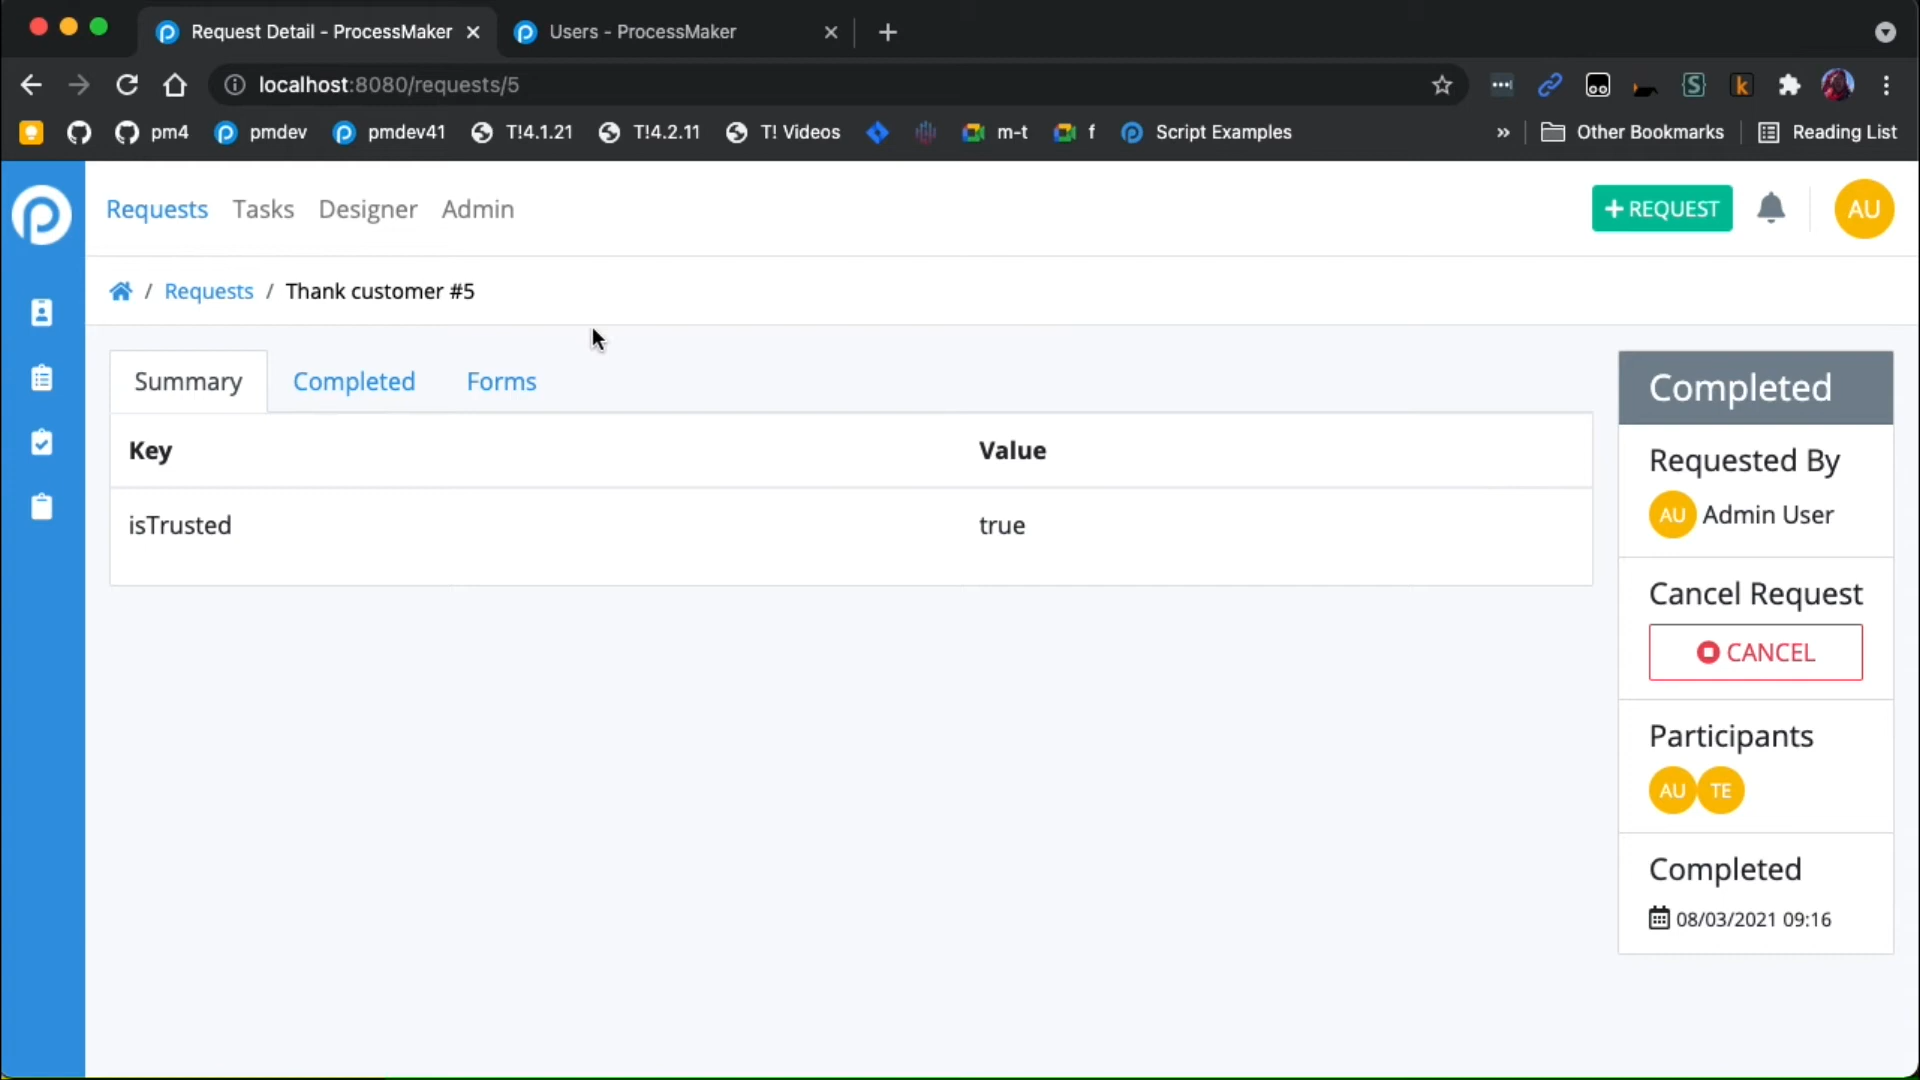 Request Detail - ProcessMaker
Users - ProcessMaker
localhost:8080/requests/5
pm4
pmdev
pmdev41
T!4.1.21
T!4.2.11
T! Videos
m-t
f
Script Examples
»
Other Bookmarks
Reading List
Requests Tasks Designer Admin
+ REQUEST
AU
/ Requests / Thank customer #5
Summary Completed Forms
Key Value
isTrusted true
Completed
Requested By
AU Admin User
Cancel Request
CANCEL
Participants
AU TE
Completed
08/03/2021 09:16